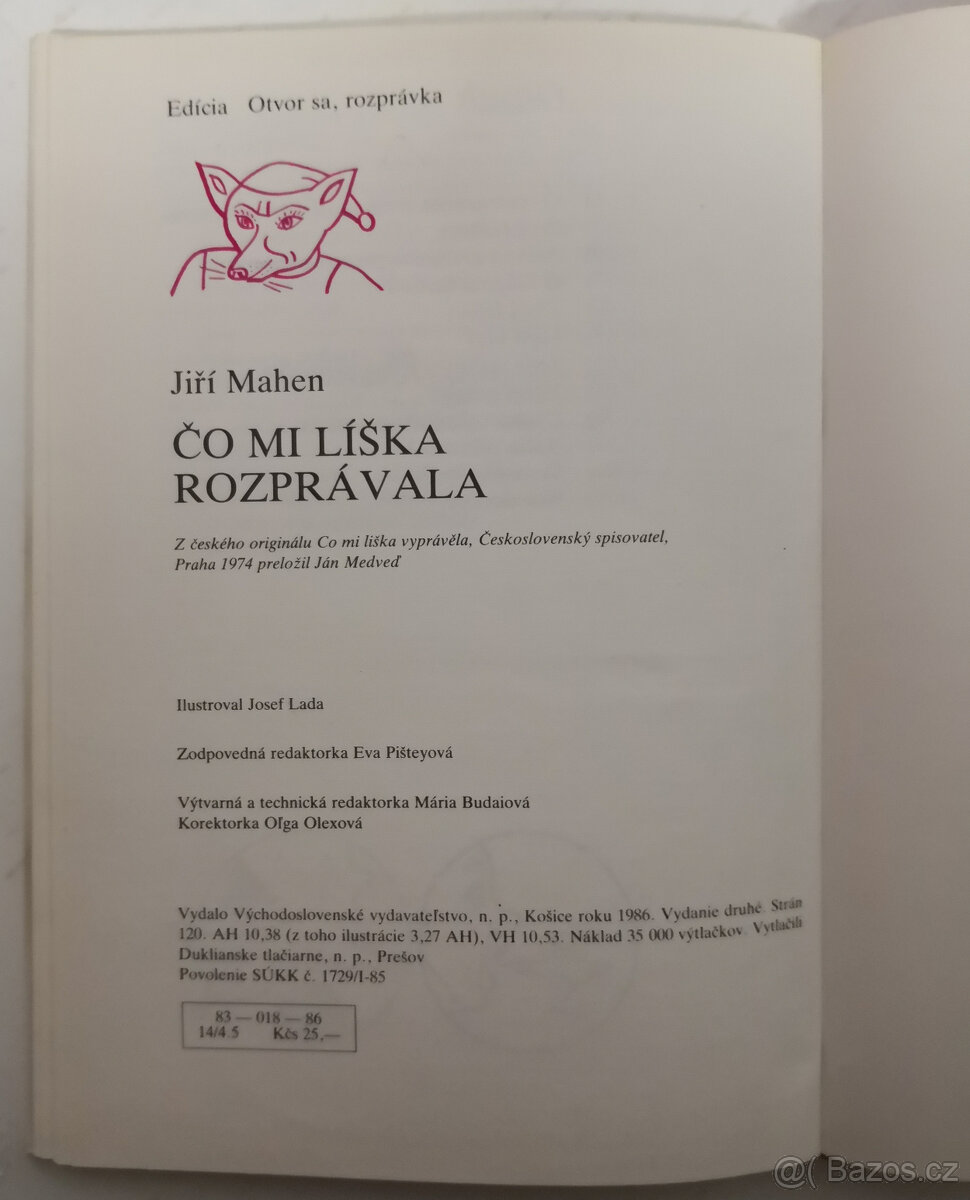 Edícia Otvor sa, rozprávka
Jiří Mahen
ČO MI LÍŠKA
ROZPRÁVALA
Z českého originálu Co mi liška vyprávěla, Československý spisovatel,
Praha 1974 preložil Ján Medveď
Ilustroval Josef Lada
Zodpovedná redaktorka Eva Pišteyová
Výtvarná a technická redaktorka Mária Budaiová
Korektorka Oľga Olexová
Vydalo Východoslovenské vydavateľstvo, n. p., Košice roku 1986. Vydanie druhé. Strán
120. AH 10,38 (z toho ilustrácie 3,27 AH), VH 10,53. Náklad 35 000 výtlačkov. Vytlačili
Duklianske tlačiarne, n. p., Prešov
Povolenie SÚKK č. 1729/I-85
83 — 018 — 86
14/4.5 Kčs 25,—
@( Bazos.cz